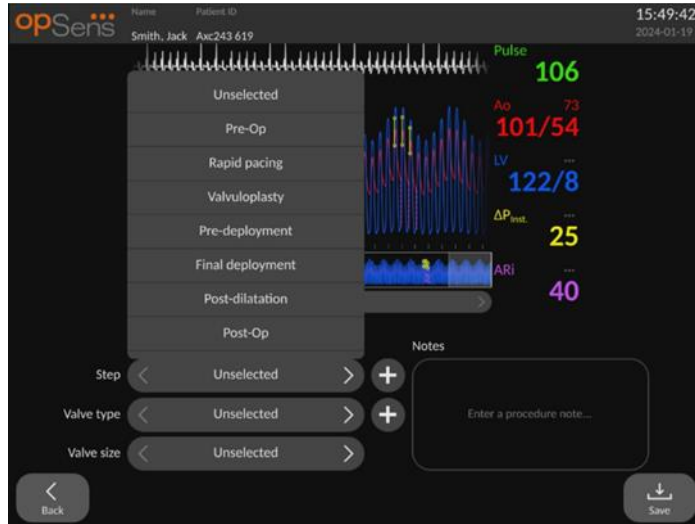 opSens
Name Patient ID
Smith, Jack Axc243 619
15:49:42
2024-01-19
Pulse
106
Ao 73
101/54
LV ---
122/8
ΔPInst. ---
25
ARi ---
40
Unselected
Pre-Op
Rapid pacing
Valvuloplasty
Pre-deployment
Final deployment
Post-dilatation
Post-Op
Step Unselected
Valve type Unselected
Valve size Unselected
Notes
Enter a procedure note...
Back
Save